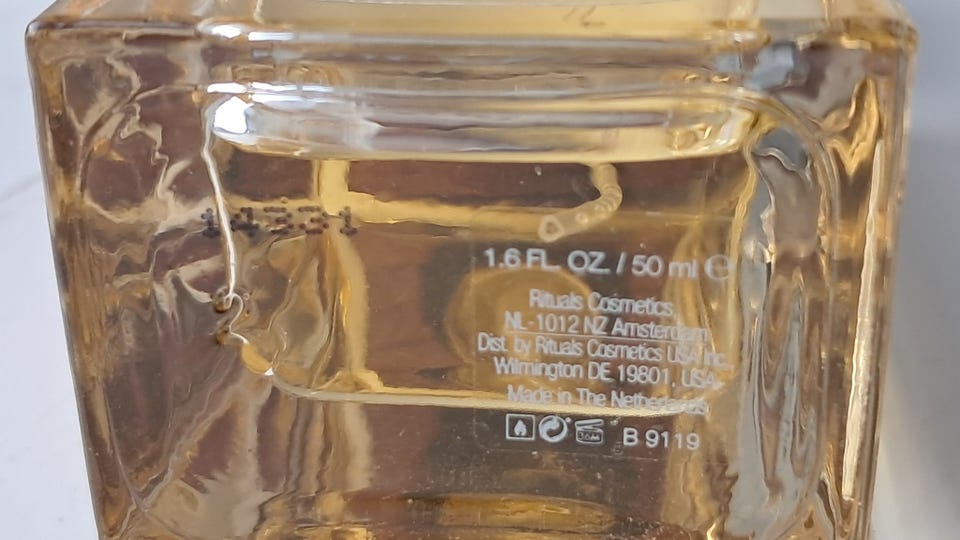 14331
1.6 FL. OZ. / 50 ml ℮
Rituals Cosmetics
NL-1012 NZ Amsterdam
Dist. by Rituals Cosmetics USA, Inc.
Wilmington DE 19801, USA
Made in The Netherlands
B 9119